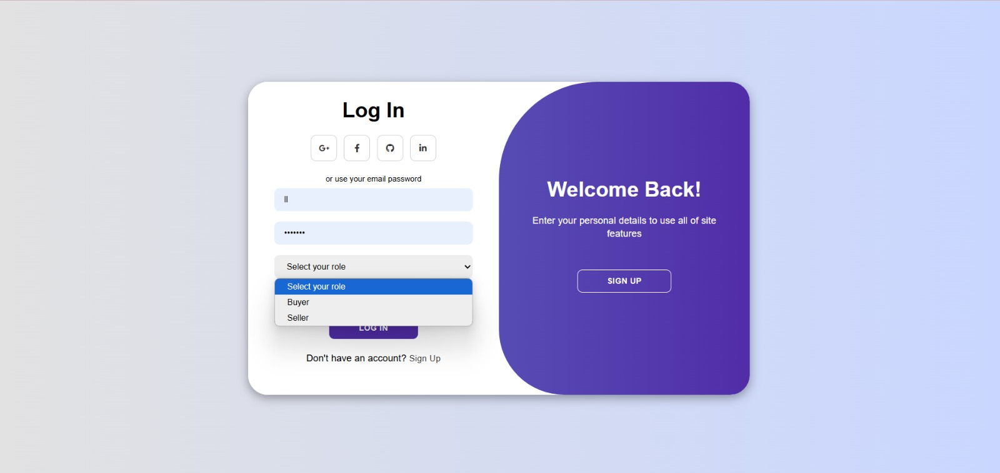 Log In
G+
f
in
or use your email password
ll
•••••••
Select your role
Select your role
Buyer
Seller
LOG IN
Don't have an account? Sign Up
Welcome Back!
Enter your personal details to use all of site
features
SIGN UP